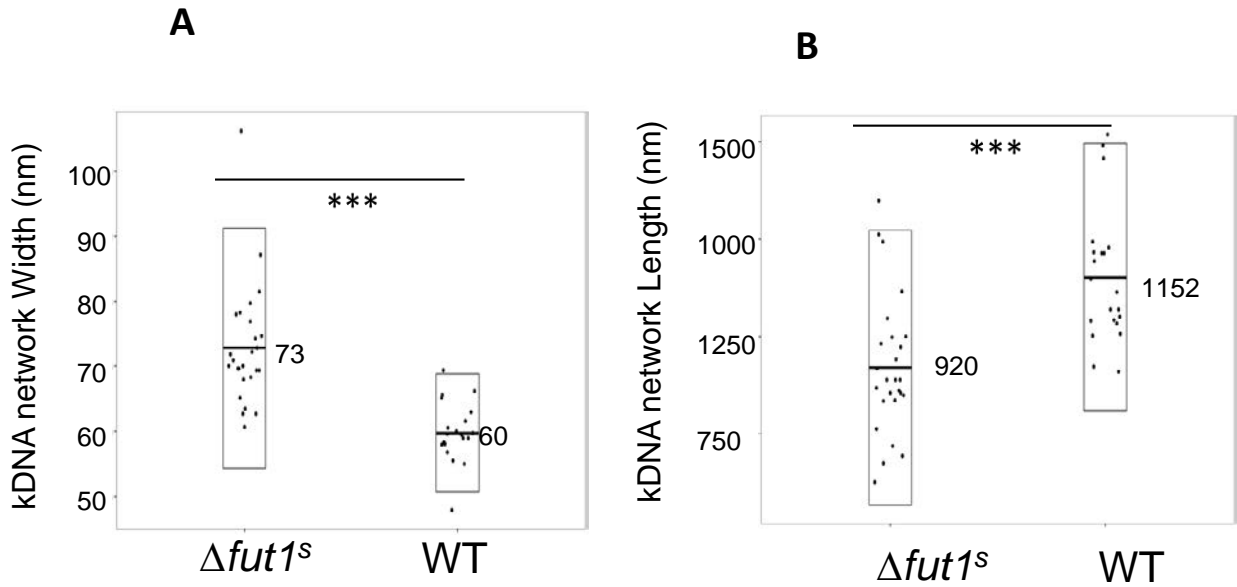 A
kDNA network Width (nm)
100
90
80
70
60
50
***
73
60
Δfut1ˢ
WT
B
kDNA network Length (nm)
1500
1000
1250
750
***
920
1152
Δfut1ˢ
WT